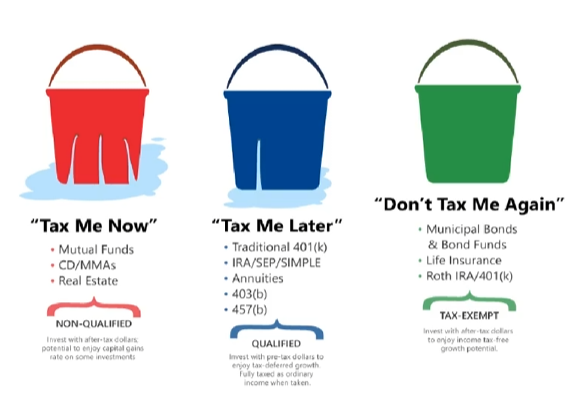 “Tax Me Now”
• Mutual Funds
• CD/MMAs
• Real Estate
NON-QUALIFIED
Invest with after-tax dollars;
potential to enjoy capital gains
rate on some investments
“Tax Me Later”
• Traditional 401(k)
• IRA/SEP/SIMPLE
• Annuities
• 403(b)
• 457(b)
QUALIFIED
Invest with pre-tax dollars to
enjoy tax-deferred growth
Fully taxed as ordinary
income when taken.
“Don’t Tax Me Again”
• Municipal Bonds
& Bond Funds
• Life Insurance
• Roth IRA/401(k)
TAX-EXEMPT
Invest with after-tax dollars
to enjoy income tax-free
growth potential.